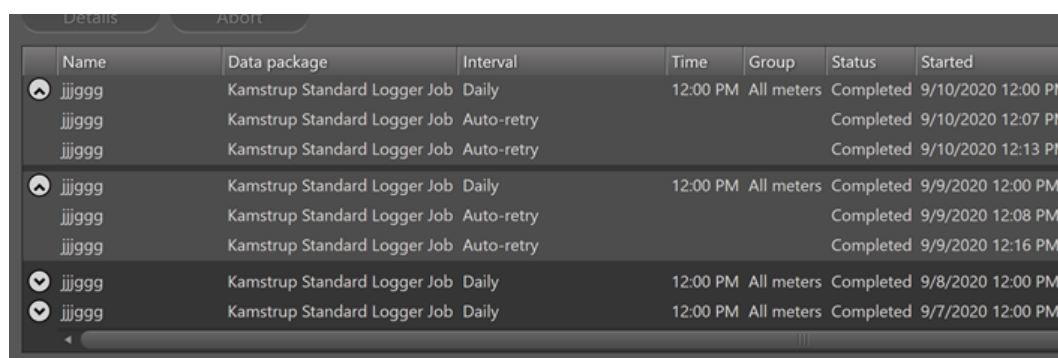 Details Abort
Name Data package Interval Time Group Status Started
jjjggg Kamstrup Standard Logger Job Daily 12:00 PM All meters Completed 9/10/2020 12:00 PM
jjjggg Kamstrup Standard Logger Job Auto-retry Completed 9/10/2020 12:07 PM
jjjggg Kamstrup Standard Logger Job Auto-retry Completed 9/10/2020 12:13 PM
jjjggg Kamstrup Standard Logger Job Daily 12:00 PM All meters Completed 9/9/2020 12:00 PM
jjjggg Kamstrup Standard Logger Job Auto-retry Completed 9/9/2020 12:08 PM
jjjggg Kamstrup Standard Logger Job Auto-retry Completed 9/9/2020 12:16 PM
jjjggg Kamstrup Standard Logger Job Daily 12:00 PM All meters Completed 9/8/2020 12:00 PM
jjjggg Kamstrup Standard Logger Job Daily 12:00 PM All meters Completed 9/7/2020 12:00 PM